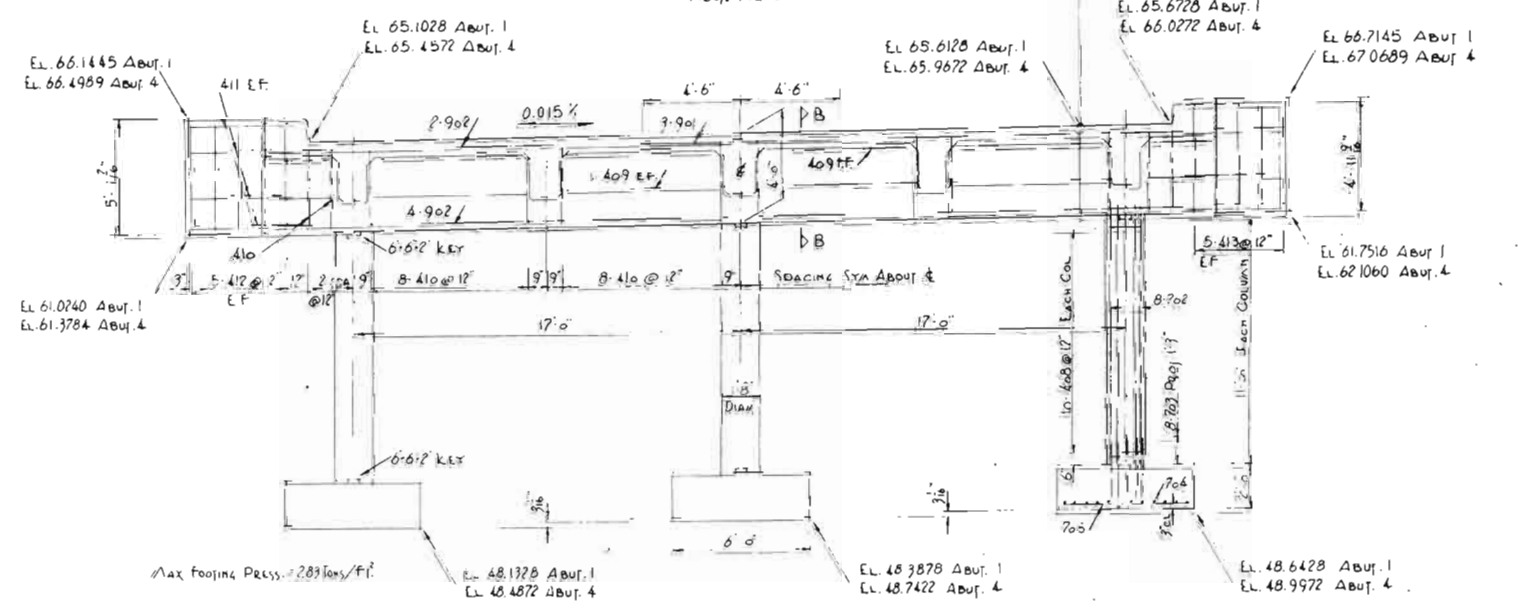 EL. 65.1028 ABUT. 1
EL. 65.4572 ABUT. 4
EL. 65.6728 ABUT. 1
66.0272 ABUT. 4
EL. 65.6128 ABUT. 1
EL. 65.9672 ABUT. 4
EL 66.7145 ABUT 1
EL. 67.0689 ABUT. 4
EL. 66.1445 ABUT. 1
EL. 66.4989 ABUT. 4
411 E.F.
4'-6" 4'-6"
2-902
0.015 %
3-901
B
409 E.F.
409 E.F.
4-902
410
6"·6"·2" KEY
B
3" 5-412 @ 12" 12" 9" 8-410 @ 12" 9" 9" 8-410 @ 12" 9" SPACING SYM ABOUT ℄
E F @12"
5-413 @ 12"
E F
EL. 61.7516 ABUT 1
EL. 62.1060 ABUT. 4
EL 61.0240 ABUT. 1
EL. 61.3784 ABUT. 4
17'-0" 17'-0"
8-702
10-408 @ 12" EACH COL
EACH COLUMN
DIAM
6"·6"·2" KEY
6"
706
705
6'-0"
MAX FOOTING PRESS. = 2.83 TONS/FT.²
EL. 48.1328 ABUT. 1
EL. 48.4872 ABUT. 4
EL. 48.3878 ABUT. 1
EL. 48.7422 ABUT. 4
EL. 48.6428 ABUT. 1
EL. 48.9972 ABUT. 4